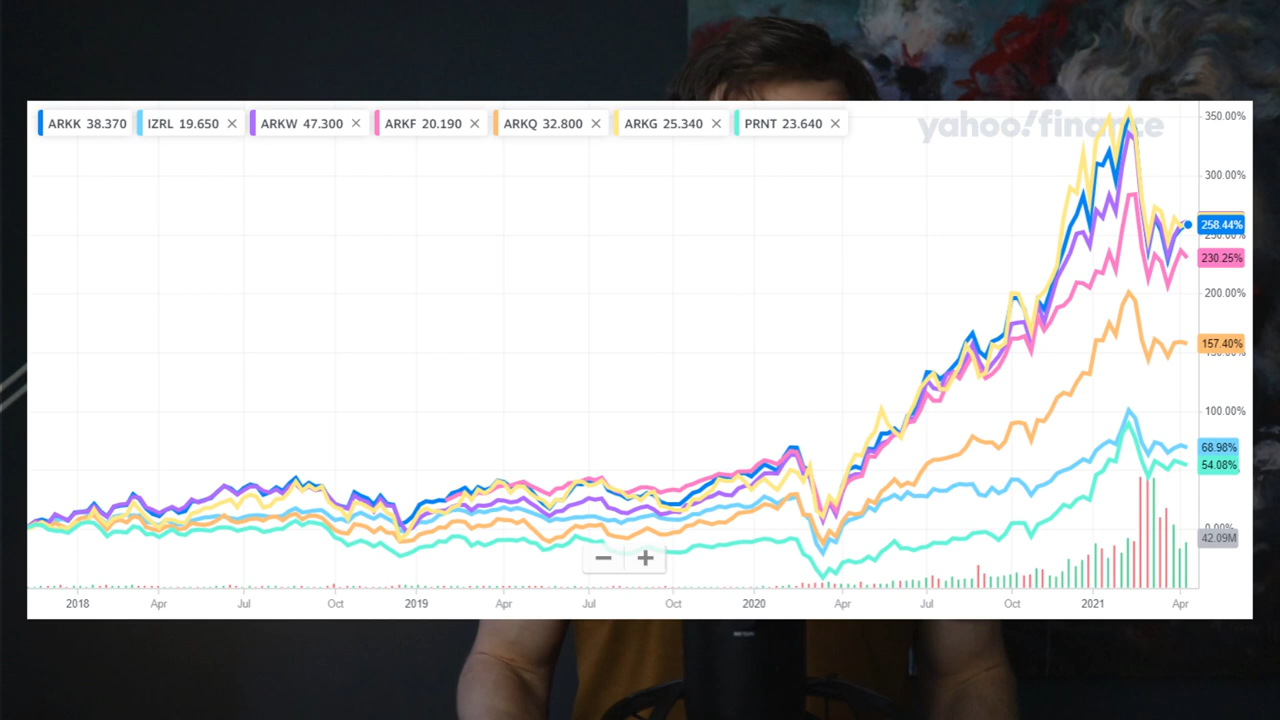 ARKK 38.370 IZRL 19.650 × ARKW 47.300 × ARKF 20.190 × ARKQ 32.800 × ARKG 25.340 × PRNT 23.640 ×
yahoo!finance
350.00%
300.00%
258.44%
230.25%
200.00%
157.40%
100.00%
68.98%
54.08%
0.00%
42.09M
− +
2018 Apr Jul Oct 2019 Apr Jul Oct 2020 Apr Jul Oct 2021 Apr